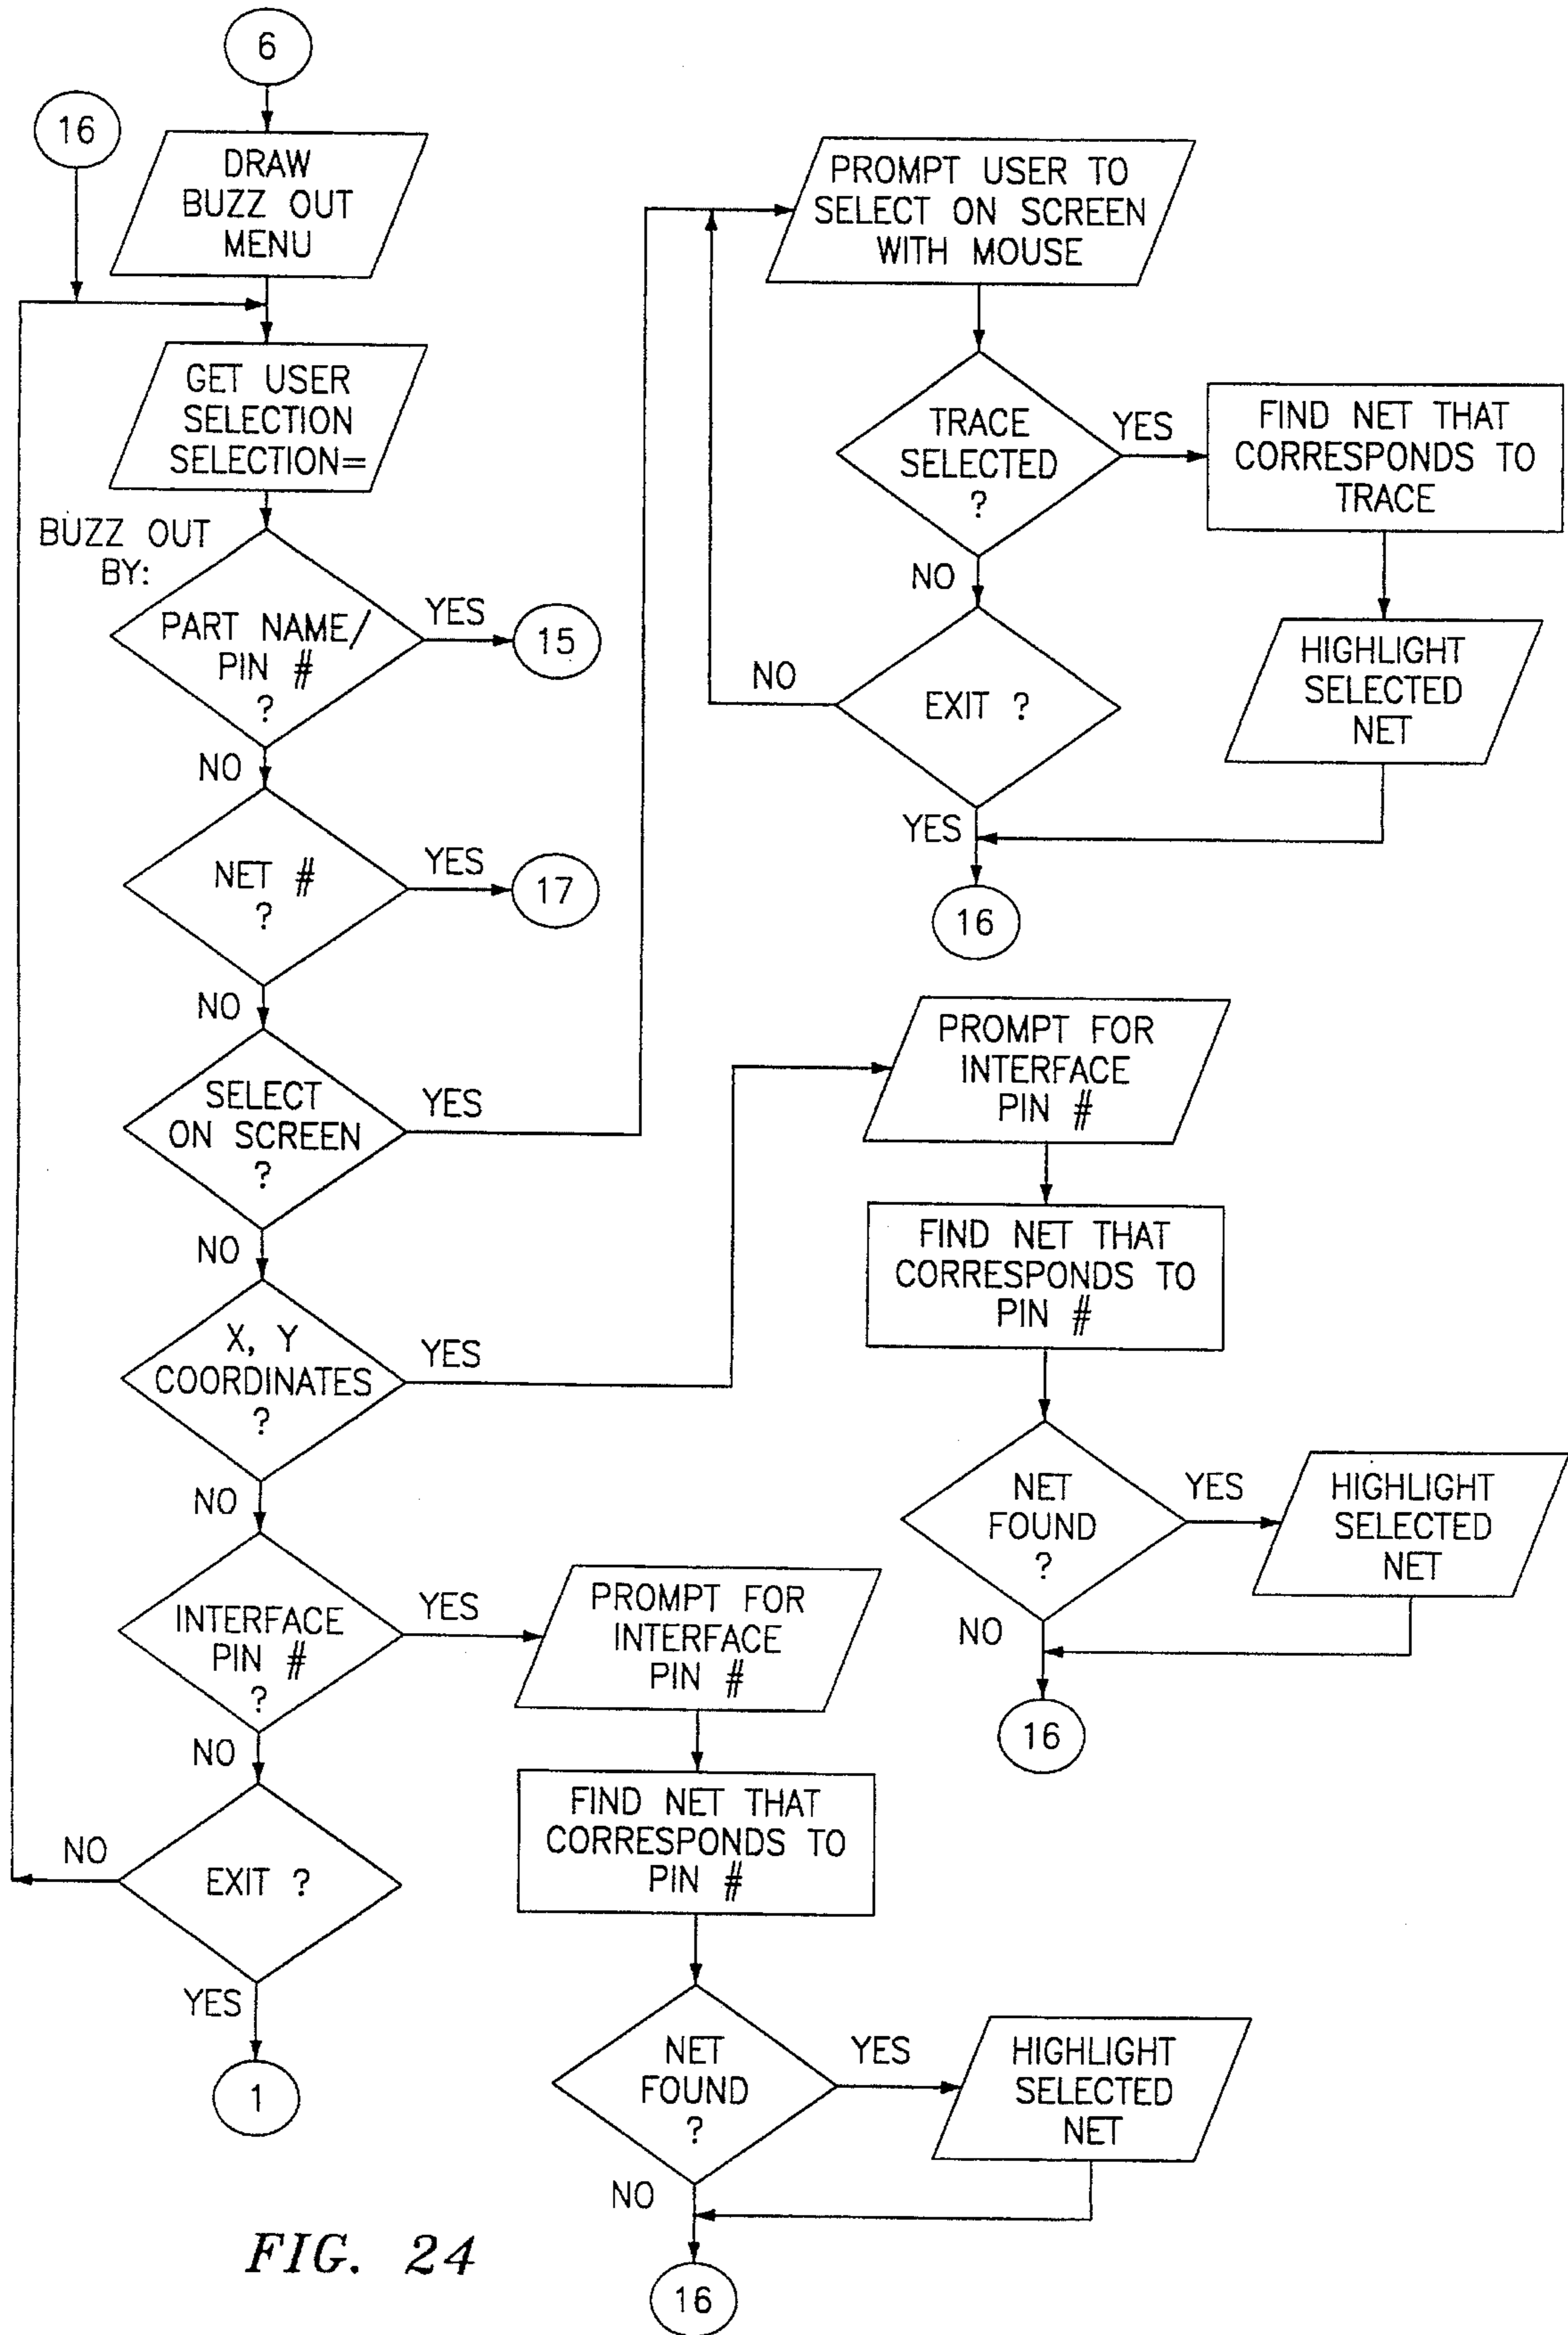 6
16
DRAW
BUZZ OUT
MENU
GET USER
SELECTION
SELECTION=
BUZZ OUT
BY:
PART NAME/
PIN #
?
YES
15
NO
NET #
?
YES
17
NO
SELECT
ON SCREEN
?
YES
NO
X, Y
COORDINATES
?
YES
NO
INTERFACE
PIN #
?
YES
NO
EXIT ?
NO
YES
1
PROMPT USER TO
SELECT ON SCREEN
WITH MOUSE
TRACE
SELECTED
?
YES
FIND NET THAT
CORRESPONDS TO
TRACE
HIGHLIGHT
SELECTED
NET
NO
EXIT ?
NO
YES
16
PROMPT FOR
INTERFACE
PIN #
FIND NET THAT
CORRESPONDS TO
PIN #
NET
FOUND
?
YES
HIGHLIGHT
SELECTED
NET
NO
16
PROMPT FOR
INTERFACE
PIN #
FIND NET THAT
CORRESPONDS TO
PIN #
NET
FOUND
?
YES
HIGHLIGHT
SELECTED
NET
NO
16
FIG. 24